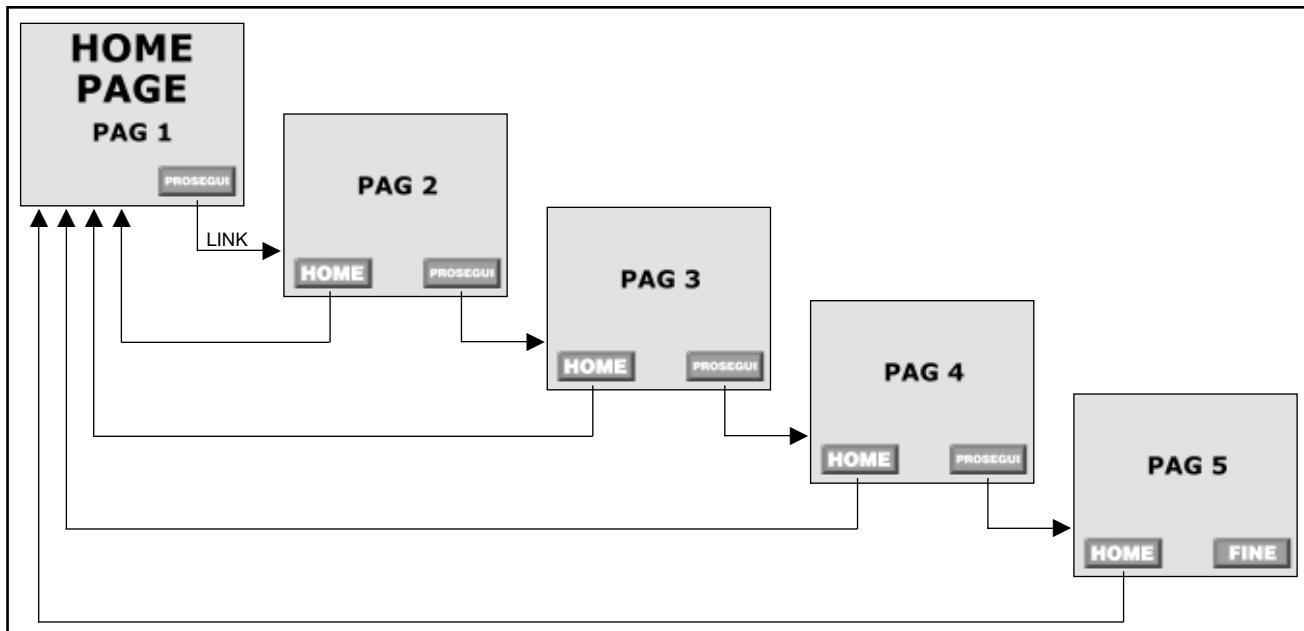 HOME
PAGE
PAG 1
PROSEGUI
LINK
PAG 2
HOME
PROSEGUI
PAG 3
HOME
PROSEGUI
PAG 4
HOME
PROSEGUI
PAG 5
HOME
FINE